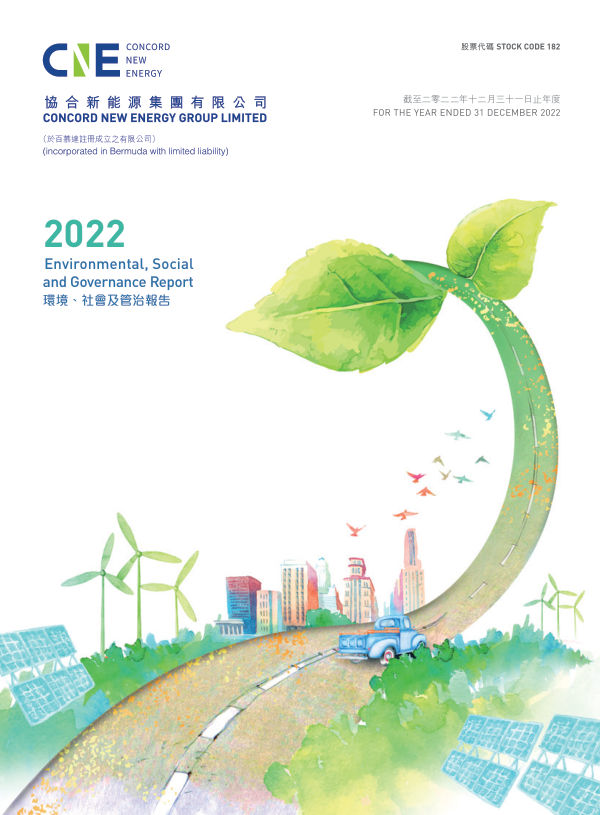 CNE
CONCORD
NEW
ENERGY
股票代碼 STOCK CODE 182
協合新能源集團有限公司
CONCORD NEW ENERGY GROUP LIMITED
(於百慕達註冊成立之有限公司)
(incorporated in Bermuda with limited liability)
截至二零二二年十二月三十一日止年度
FOR THE YEAR ENDED 31 DECEMBER 2022
2022
Environmental, Social
and Governance Report
環境、社會及管治報告